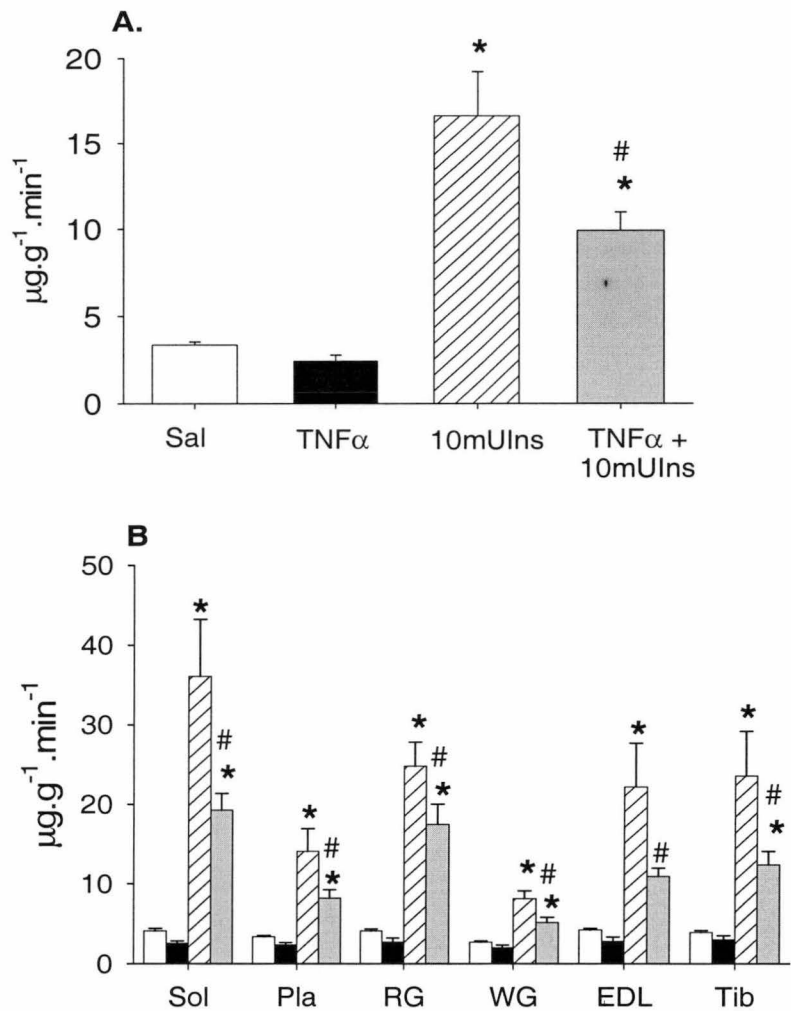 A.
20
15
10
5
0
µg.g⁻¹.min⁻¹
*
#
*
Sal TNFα 10mUIns TNFα +
10mUIns
B
50
40
30
20
10
0
µg.g⁻¹.min⁻¹
* # * * # * * # * * # * * # * # *
Sol Pla RG WG EDL Tib